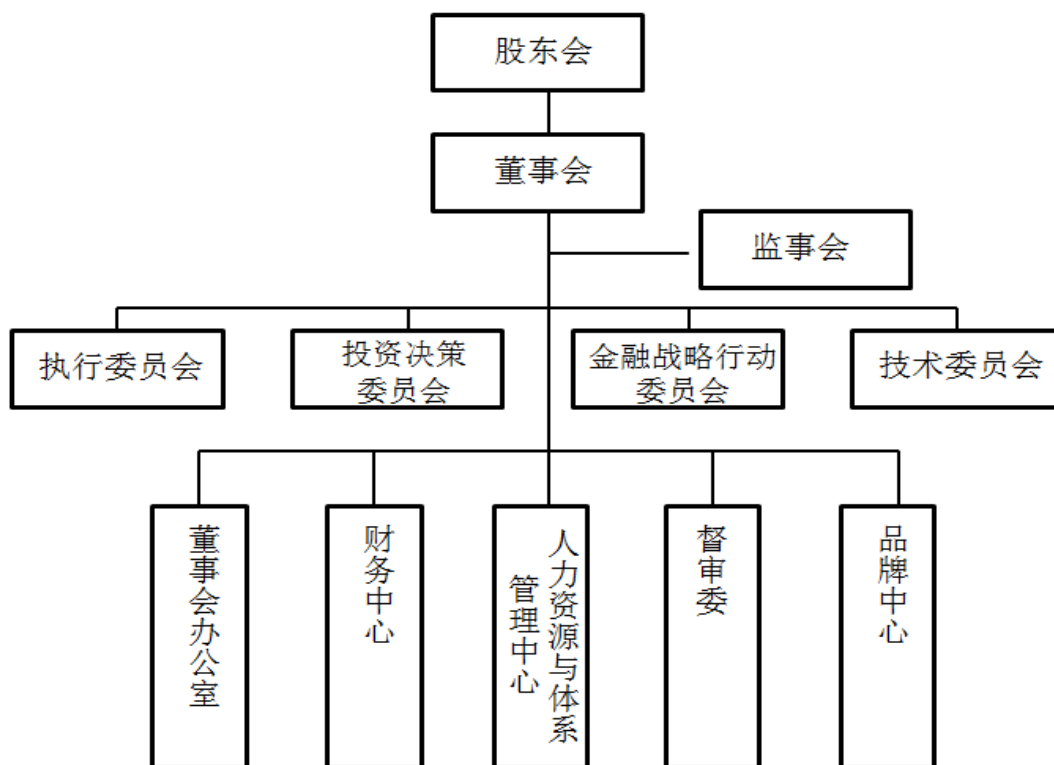 股东会
董事会
监事会
执行委员会
投资决策
委员会
金融战略行动
委员会
技术委员会
董事会办公室
财务中心
人力资源与体系
管理中心
督审委
品牌中心